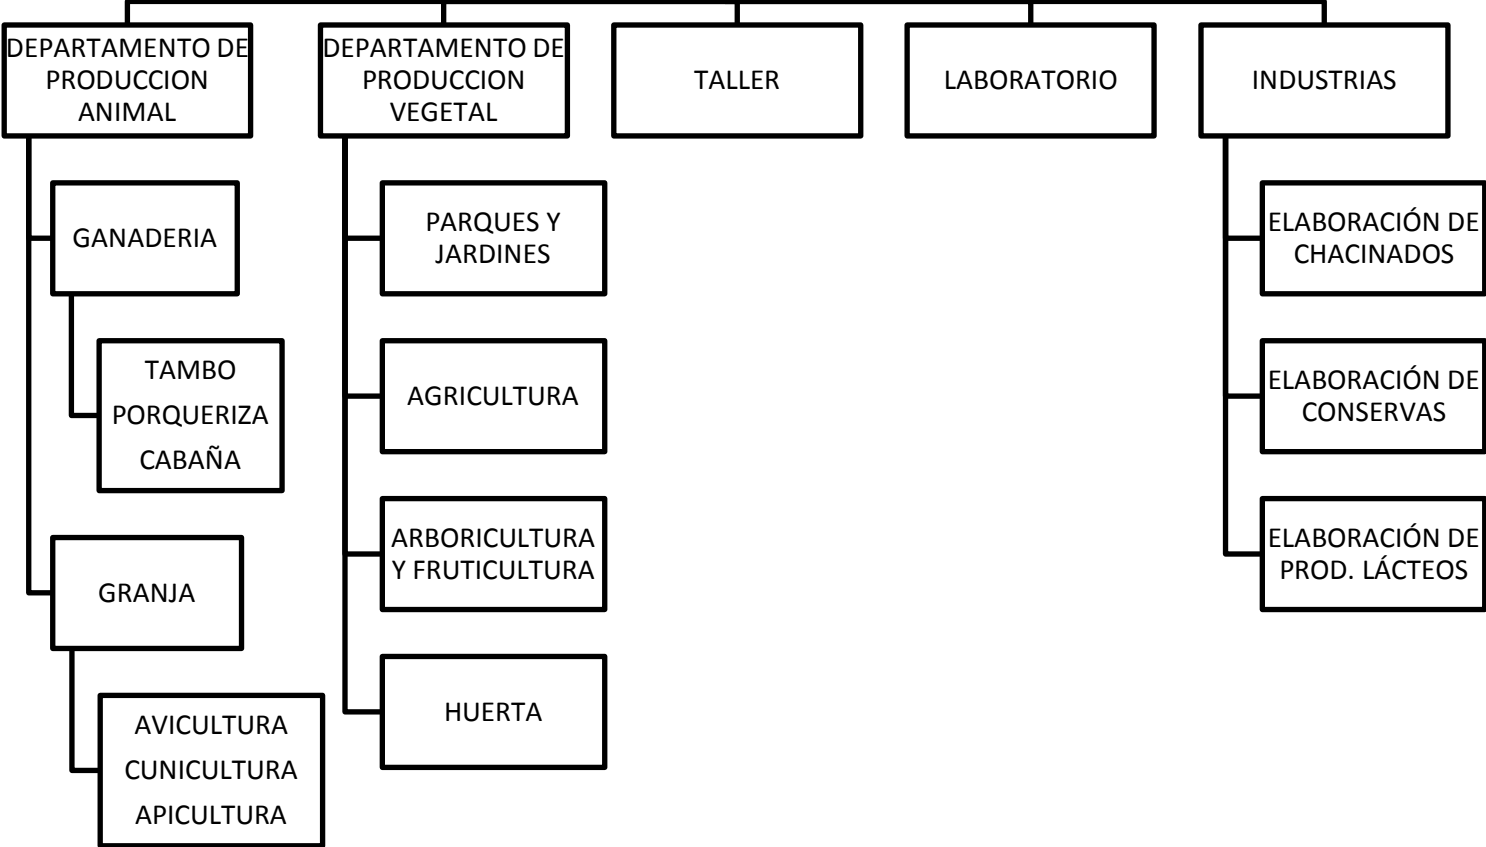 DEPARTAMENTO DE
PRODUCCION
ANIMAL
DEPARTAMENTO DE
PRODUCCION
VEGETAL
TALLER
LABORATORIO
INDUSTRIAS
GANADERIA
TAMBO
PORQUERIZA
CABAÑA
GRANJA
AVICULTURA
CUNICULTURA
APICULTURA
PARQUES Y
JARDINES
AGRICULTURA
ARBORICULTURA
Y FRUTICULTURA
HUERTA
ELABORACIÓN DE
CHACINADOS
ELABORACIÓN DE
CONSERVAS
ELABORACIÓN DE
PROD. LÁCTEOS